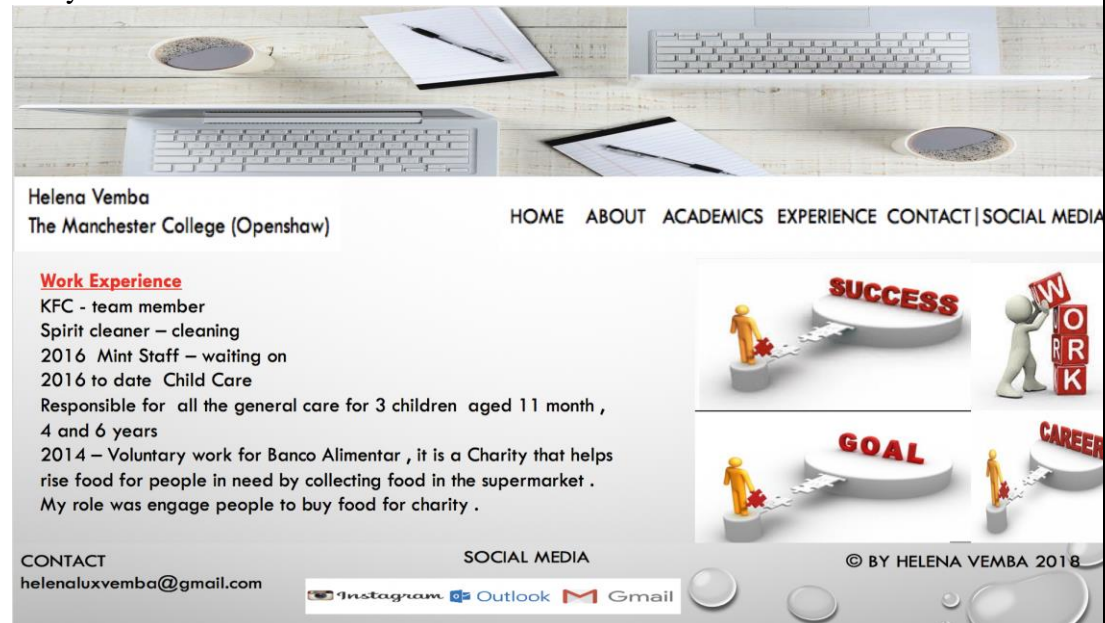 Helena Vemba
The Manchester College (Openshaw)
HOME ABOUT ACADEMICS EXPERIENCE CONTACT|SOCIAL MEDIA
Work Experience
KFC - team member
Spirit cleaner – cleaning
2016 Mint Staff – waiting on
2016 to date Child Care
Responsible for all the general care for 3 children aged 11 month ,
4 and 6 years
2014 – Voluntary work for Banco Alimentar , it is a Charity that helps
rise food for people in need by collecting food in the supermarket .
My role was engage people to buy food for charity .
SUCCESS
WORK
R
GOAL
CAREER
CONTACT
helenaluxvemba@gmail.com
SOCIAL MEDIA
Instagram Outlook Gmail
© BY HELENA VEMBA 2018